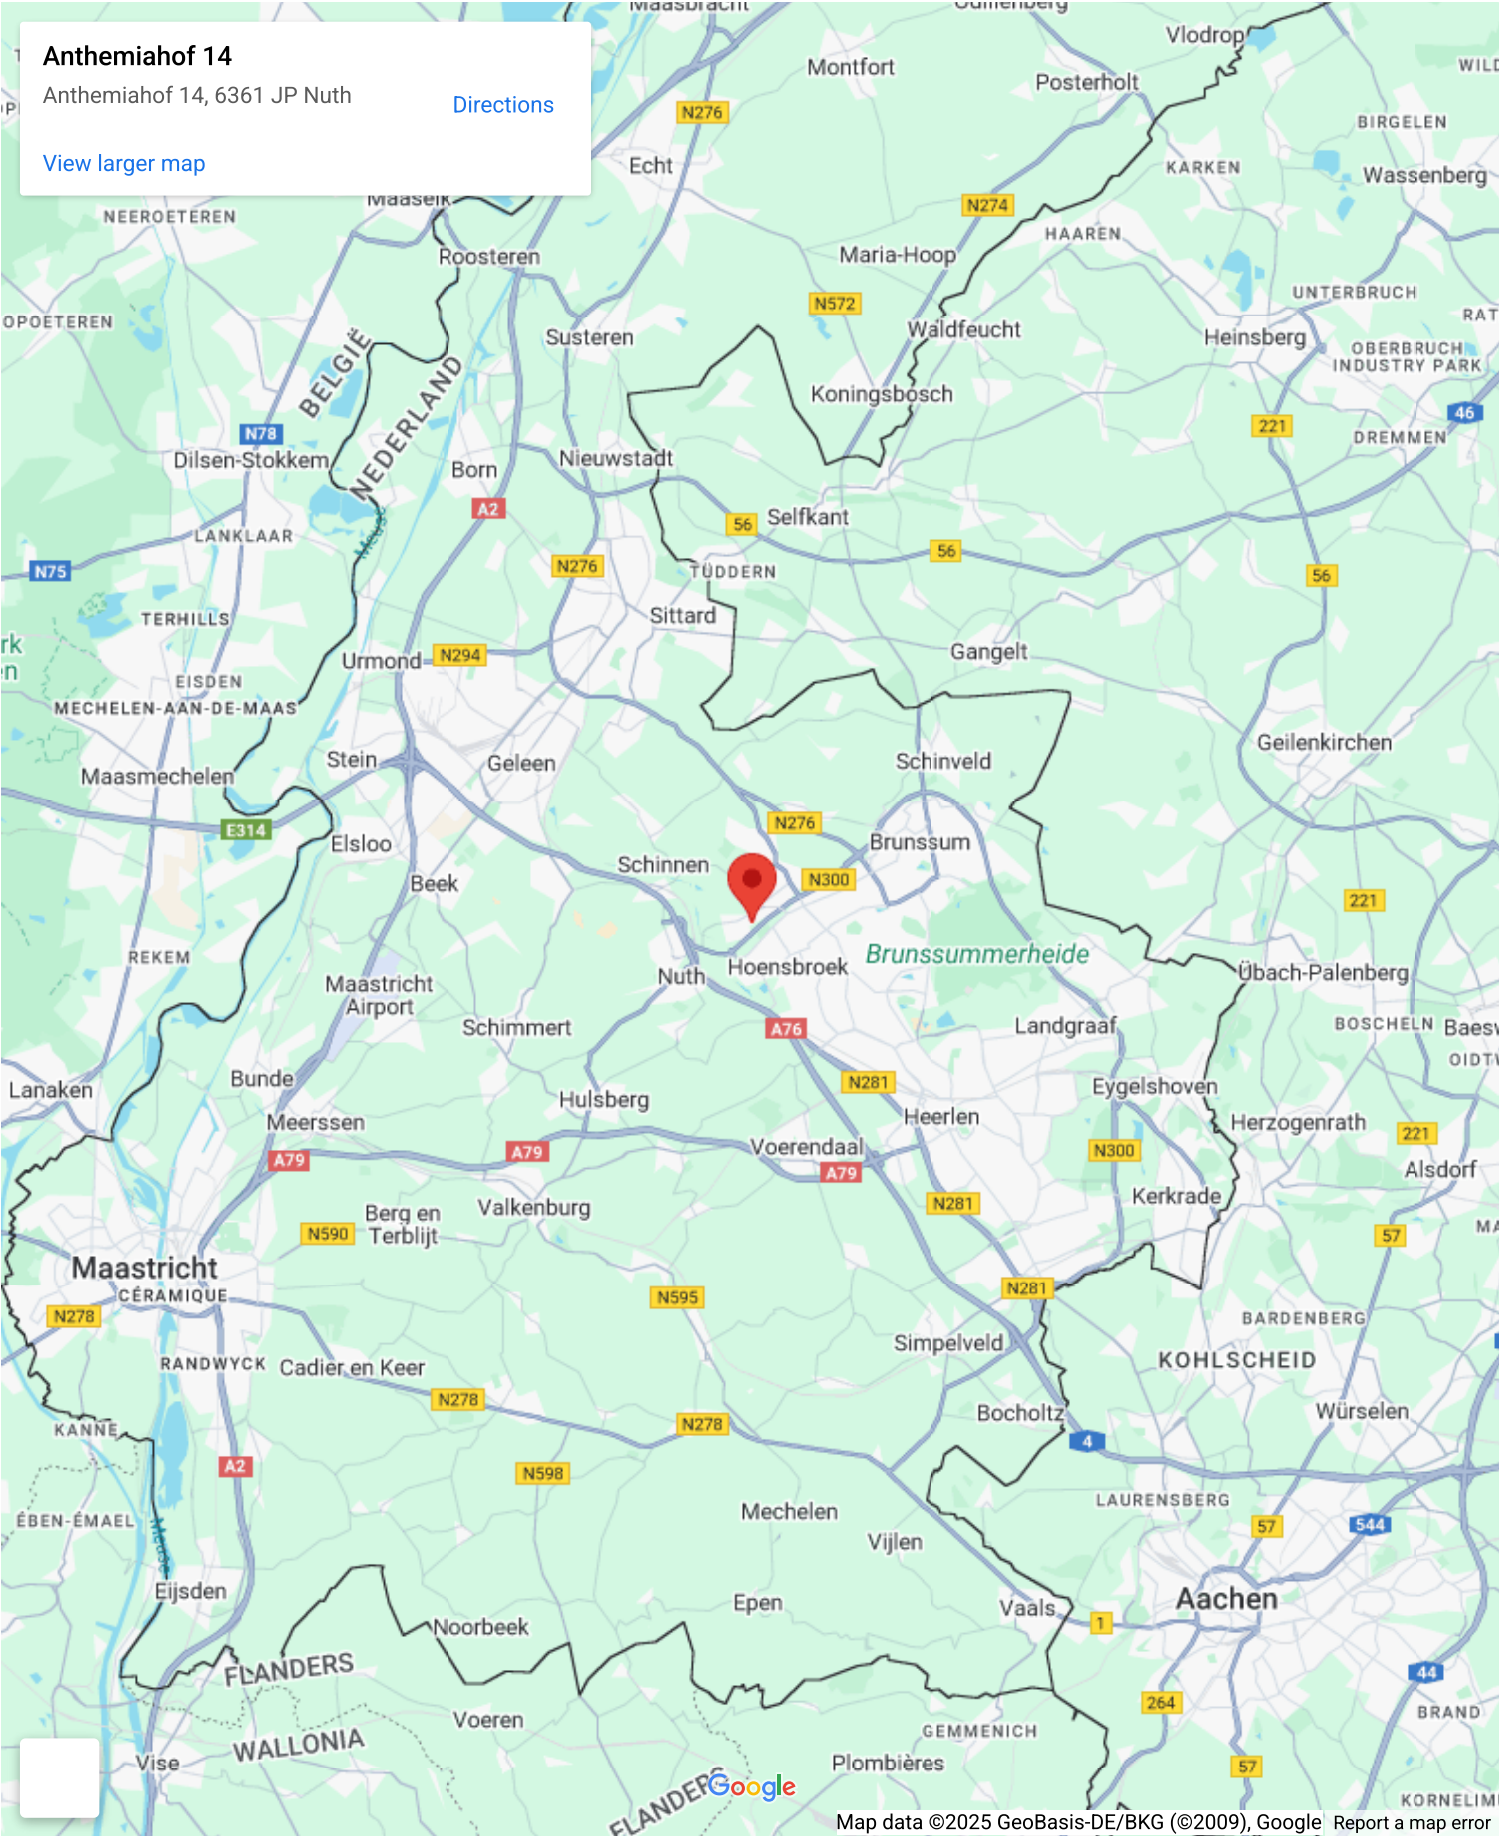 Maasbracht
Odiliënberg
Vlodrop
Anthemiahof 14
Anthemiahof 14, 6361 JP Nuth
Directions
View larger map
Montfort
Posterholt
N276
BIRGELEN
Echt
KARKEN
Wassenberg
Maaseik
N274
NEEROETEREN
HAAREN
Roosteren
Maria-Hoop
UNTERBRUCH
N572
OPOETEREN
Susteren
Waldfeucht
Heinsberg
OBERBRUCH
INDUSTRY PARK
BELGIË
NEDERLAND
Koningsbosch
46
221
N78
DREMMEN
Dilsen-Stokkem
Born
Nieuwstadt
A2
Selfkant
56
LANKLAAR
Meuse
56
N75
N276
TÜDDERN
56
TERHILLS
Sittard
Gangelt
Urmond
N294
EISDEN
MECHELEN-AAN-DE-MAAS
Geilenkirchen
Stein
Geleen
Schinveld
Maasmechelen
N276
E314
Elsloo
Brunssum
Schinnen
N300
Beek
221
REKEM
Brunssummerheide
Hoensbroek
Nuth
Übach-Palenberg
Maastricht
Airport
Schimmert
A76
Landgraaf
BOSCHELN
Lanaken
Bunde
N281
Eygelshoven
Hulsberg
Heerlen
Meerssen
Herzogenrath
221
A79
A79
Voerendaal
A79
N300
Alsdorf
Valkenburg
N281
Kerkrade
Berg en
Terblijt
N590
57
Maastricht
CÉRAMIQUE
N278
N595
N281
BARDENBERG
Simpelveld
RANDWYCK
Cadier en Keer
KOHLSCHEID
N278
N278
Bocholtz
Würselen
KANNE
4
A2
N598
LAURENSBERG
ÉBEN-ÉMAEL
Meuse
Mechelen
57
544
Vijlen
Eijsden
Epen
Vaals
Aachen
1
Noorbeek
FLANDERS
44
264
BRAND
Voeren
GEMMENICH
WALLONIA
Vise
Plombières
57
FLANDERS
Google
Map data ©2025 GeoBasis-DE/BKG (©2009), Google
Report a map error